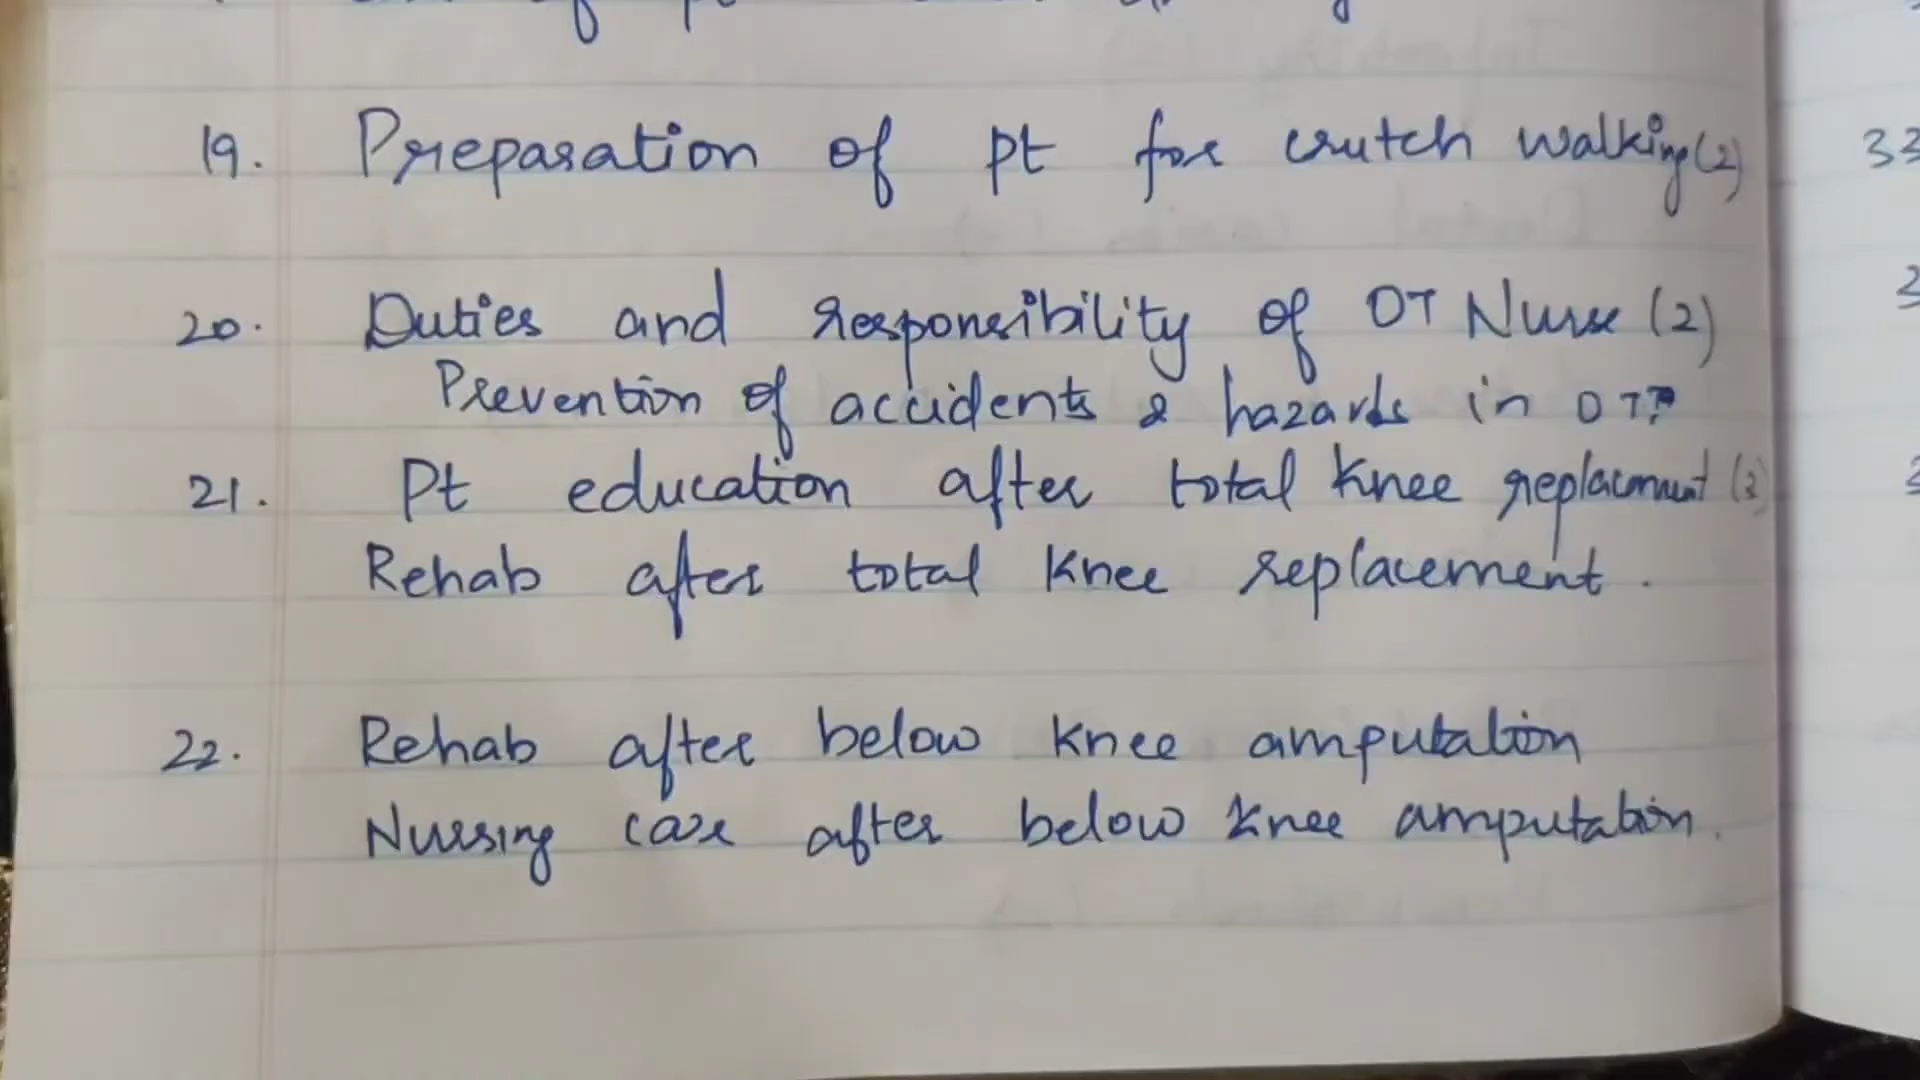 19. Preparation of pt for crutch walking (2)
20. Duties and responsibility of OT Nurse (2)
Prevention of accidents & hazards in OT?
21. Pt education after total knee replacement
Rehab after total knee replacement.
22. Rehab after below knee amputation
Nursing care after below knee amputation.
33